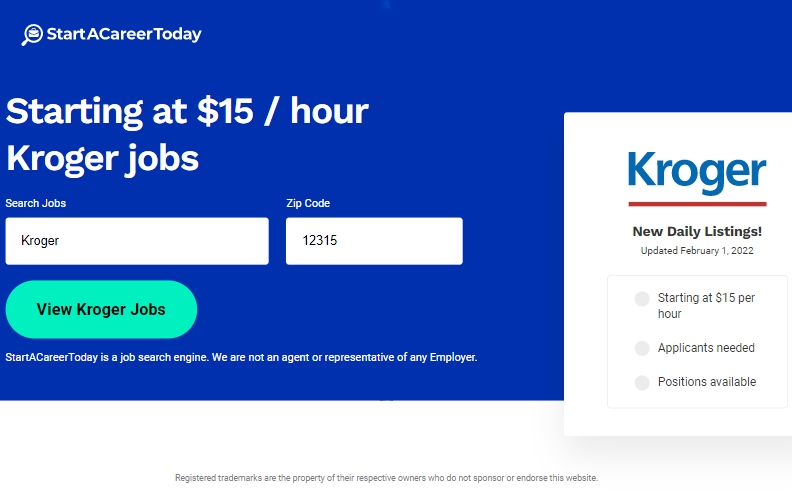 StartACareerToday
Starting at $15 / hour
Kroger jobs
Search Jobs
Zip Code
Kroger
12315
View Kroger Jobs
StartACareerToday is a job search engine. We are not an agent or representative of any Employer.
Kroger
New Daily Listings!
Updated February 1, 2022
Starting at $15 per
hour
Applicants needed
Positions available
Registered trademarks are the property of their respective owners who do not sponsor or endorse this website.